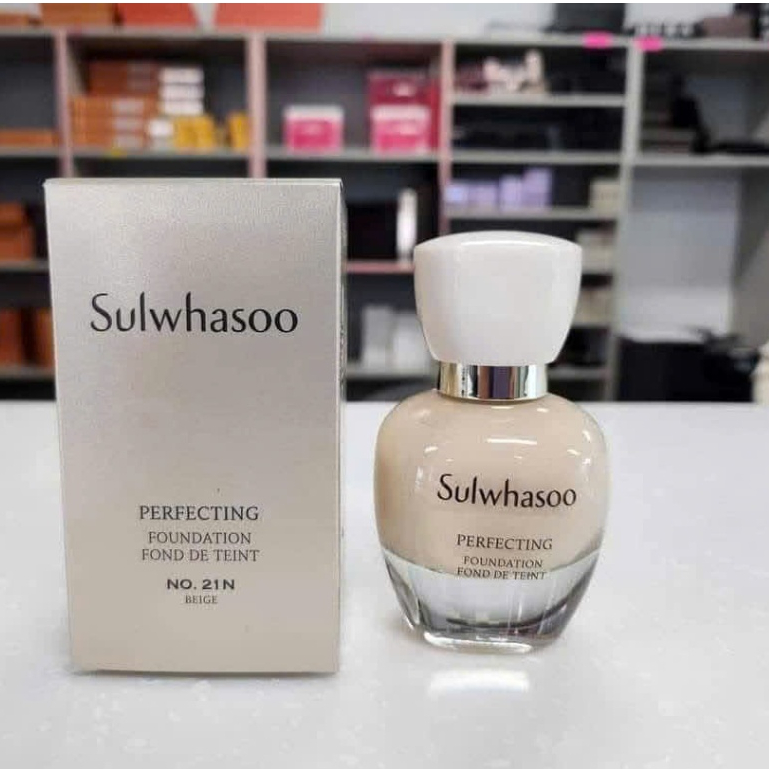 Sulwhasoo
PERFECTING
FOUNDATION
FOND DE TEINT
NO. 21N
BEIGE
Sulwhasoo
PERFECTING
FOUNDATION
FOND DE TEINT